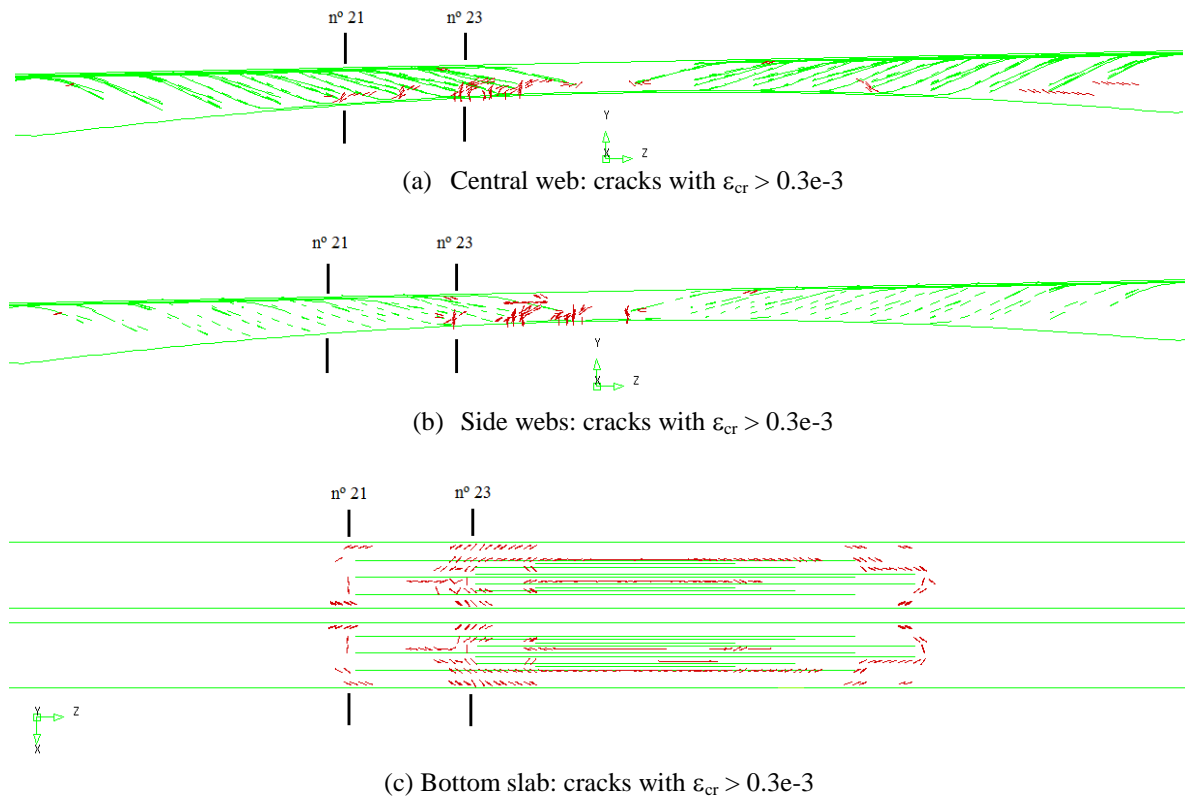 nº 21 nº 23
Y
X Z
(a) Central web: cracks with εcr > 0.3e-3
nº 21 nº 23
Y
X Z
(b) Side webs: cracks with εcr > 0.3e-3
nº 21 nº 23
Y Z
X
(c) Bottom slab: cracks with εcr > 0.3e-3